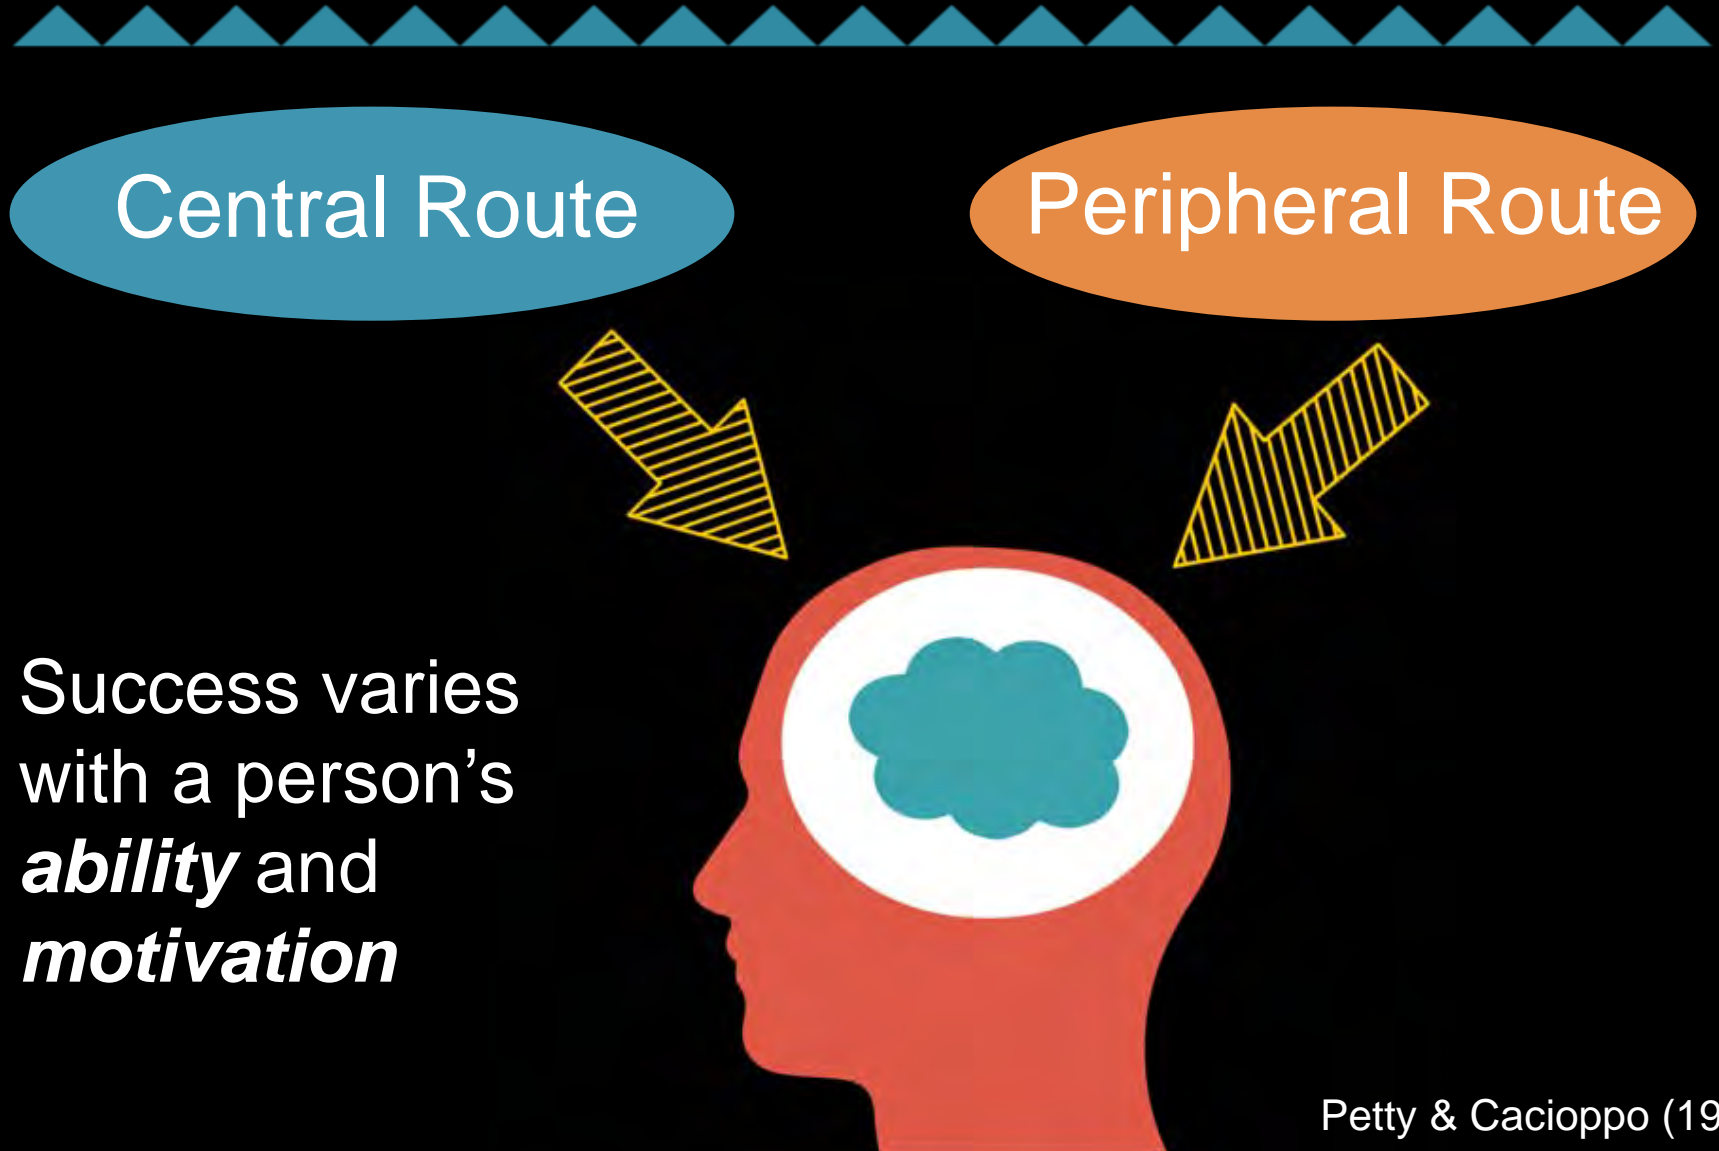 Central Route
Peripheral Route
Success varies
with a person’s
ability and
motivation
Petty & Cacioppo (19